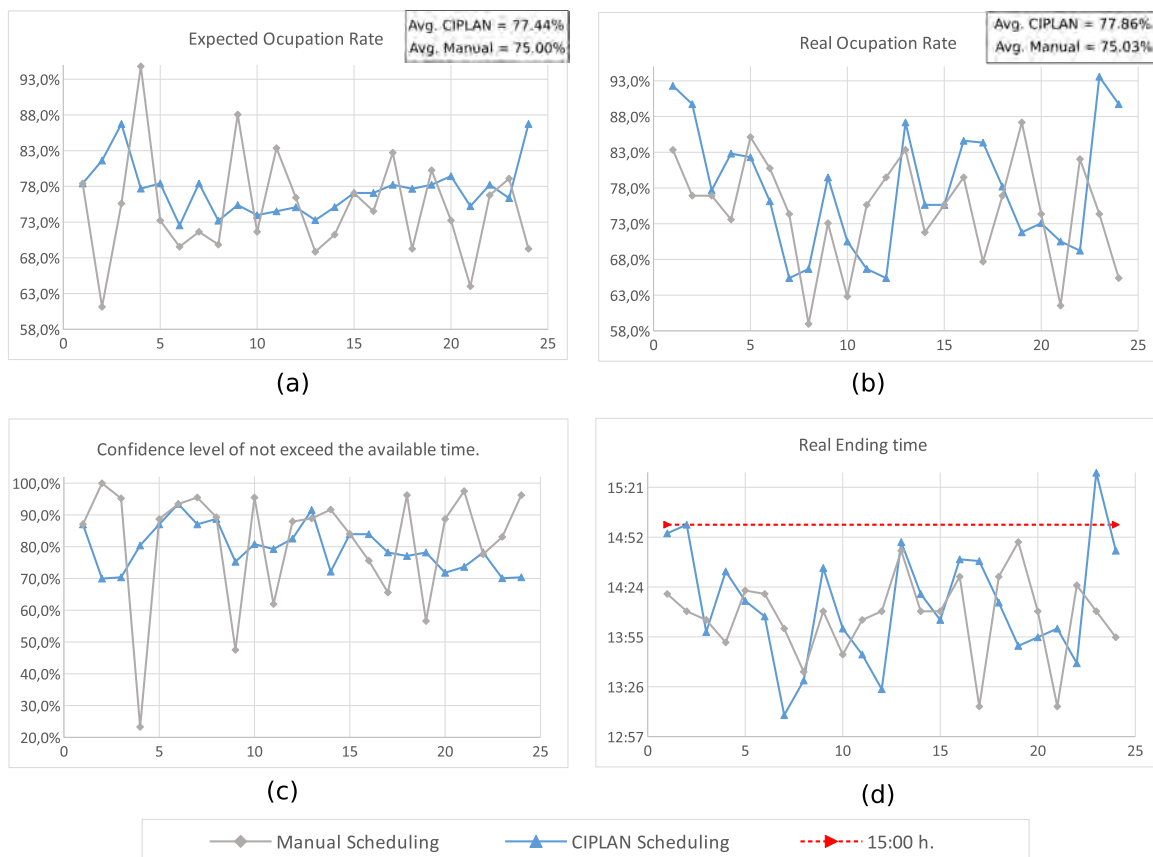 Expected Ocupation Rate
Avg. CIPLAN = 77.44%
Avg. Manual = 75.00%
93,0%
88,0%
83,0%
78,0%
73,0%
68,0%
63,0%
58,0%
0 5 10 15 20 25
(a)
Real Ocupation Rate
Avg. CIPLAN = 77.86%
Avg. Manual = 75.03%
93,0%
88,0%
83,0%
78,0%
73,0%
68,0%
63,0%
58,0%
0 5 10 15 20 25
(b)
Confidence level of not exceed the available time.
100,0%
90,0%
80,0%
70,0%
60,0%
50,0%
40,0%
30,0%
20,0%
0 5 10 15 20 25
(c)
Real Ending time
15:21
14:52
14:24
13:55
13:26
12:57
0 5 10 15 20 25
(d)
Manual Scheduling CIPLAN Scheduling 15:00 h.